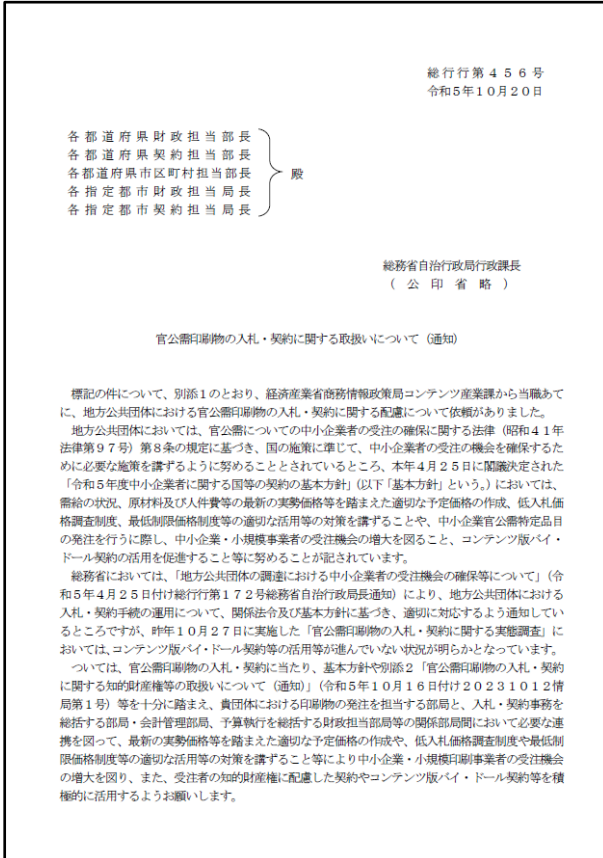 総行行第４５６号
令和５年１０月２０日
各都道府県財政担当部長
各都道府県契約担当部長
各都道府県市区町村担当部長
各指定都市財政担当局長
各指定都市契約担当局長
殿
総務省自治行政局行政課長
（公印省略）
官公需印刷物の入札・契約に関する取扱いについて（通知）
標記の件について、別添１のとおり、経済産業省商務情報政策局コンテンツ産業課から当職あて
に、地方公共団体における官公需印刷物の入札・契約に関する配慮について依頼がありました。
地方公共団体においては、官公需についての中小企業者の受注の確保に関する法律（昭和４１年
法律第９７号）第８条の規定に基づき、国の施策に準じて、中小企業者の受注の機会を確保するた
めに必要な施策を講ずるように努めることとされているところ、本年４月２５日に閣議決定された
「令和５年度中小企業者に関する国等の契約の基本方針」（以下「基本方針」という。）においては、
需給の状況、原材料及び人件費等の最新の実勢価格等を踏まえた適切な予定価格の作成、低入札価
格調査制度、最低制限価格制度等の適切な活用等の対策を講ずることや、中小企業官公需特定品目
の発注を行うに際し、中小企業・小規模事業者の受注機会の増大を図ること、コンテンツ版バイ・
ドール契約の活用を促進すること等に努めることが記されています。
総務省においては、「地方公共団体の調達における中小企業者の受注機会の確保等について」（令
和５年４月２５日付け総行行第１７２号総務省自治行政局長通知）により、地方公共団体における
入札・契約手続の運用について、関係法令及び基本方針に基づき、適切に対応するよう通知してい
るところですが、昨年１０月２７日に実施した「官公需印刷物の入札・契約に関する実態調査」に
おいては、コンテンツ版バイ・ドール契約等の活用等が進んでいない状況が明らかとなっています。
ついては、官公需印刷物の入札・契約に当たり、基本方針や別添２「官公需印刷物の入札・契約
に関する知的財産権等の取扱いについて（通知）」（令和５年１０月１６日付け２０２３１０１２情
局第１号）等を十分に踏まえ、貴団体における印刷物の発注を担当する部局と、入札・契約事務を
総括する部局・会計管理部局、予算執行を総括する財政担当部局等の関係部局間において必要な連
携を図って、最新の実勢価格等を踏まえた適切な予定価格の作成や、低入札価格調査制度や最低制
限価格制度等の適切な活用等の対策を講ずること等により中小企業・小規模印刷事業者の受注機会
の増大を図り、また、受注者の知的財産権に配慮した契約やコンテンツ版バイ・ドール契約等を積
極的に活用するようお願いします。